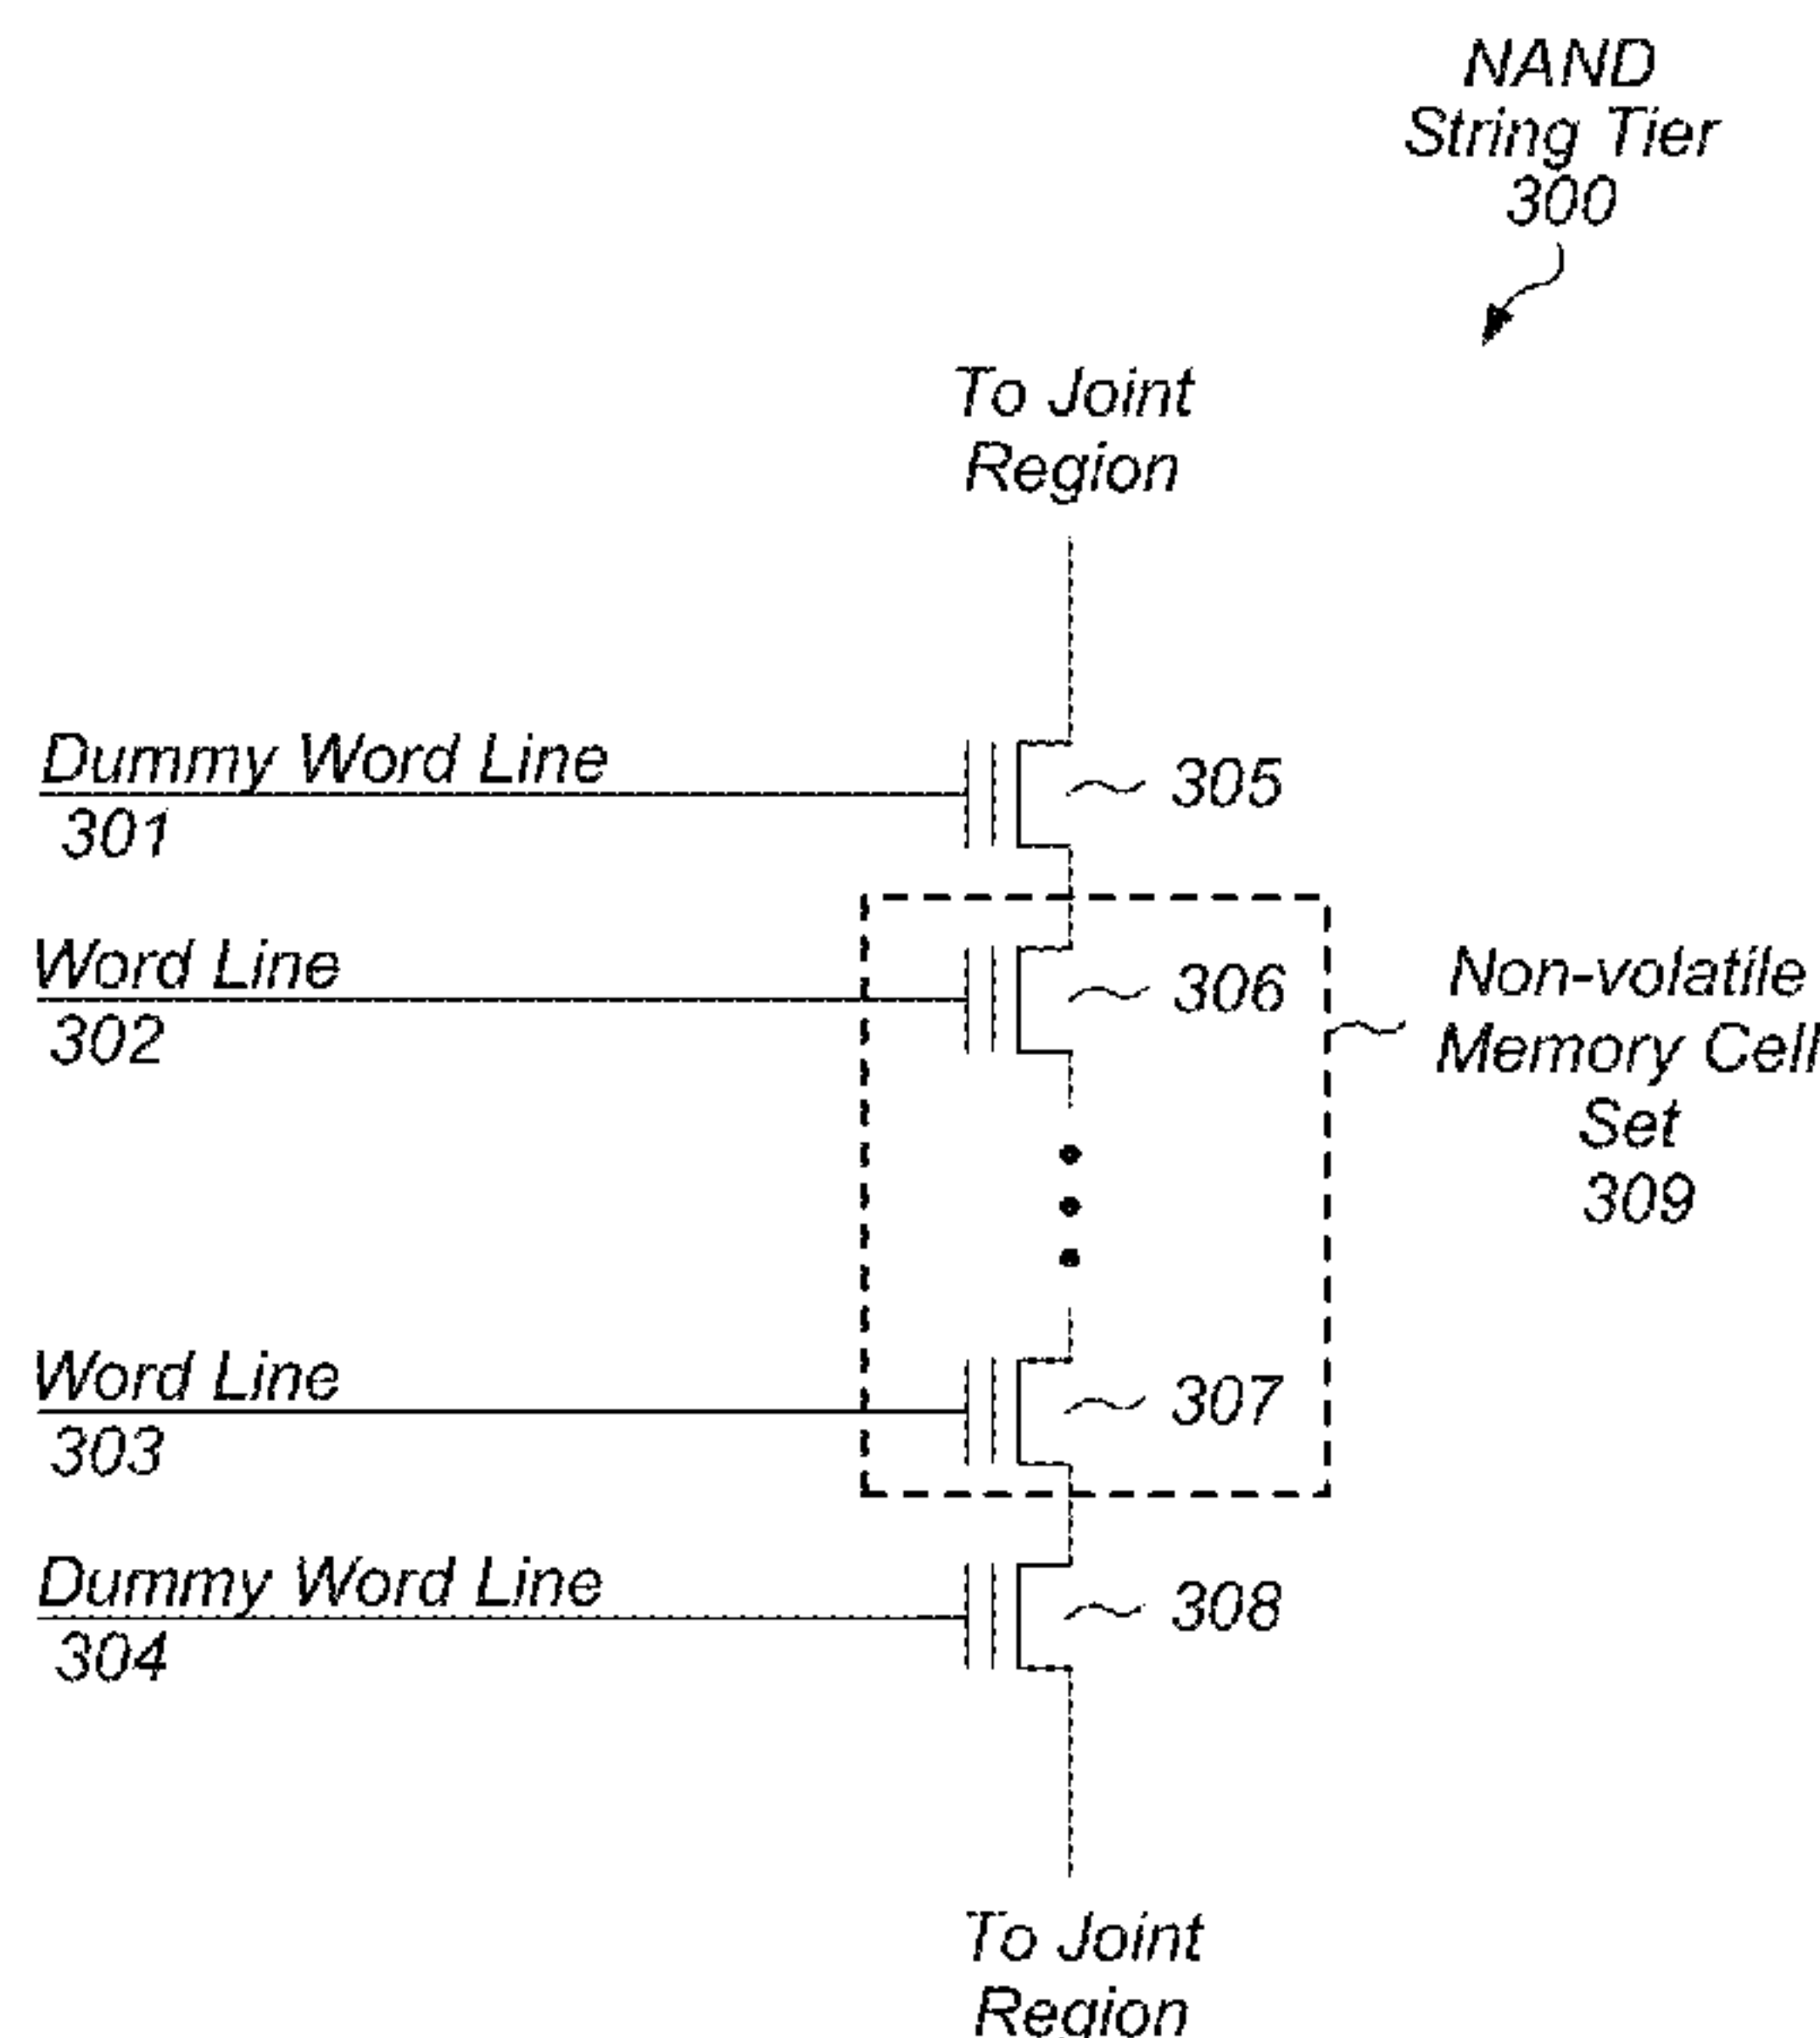 NAND
String Tier
300
To Joint
Region
Dummy Word Line
301
305
Word Line
302
306
Non-volatile
Memory Cell
Set
309
Word Line
303
307
Dummy Word Line
304
308
To Joint
Region